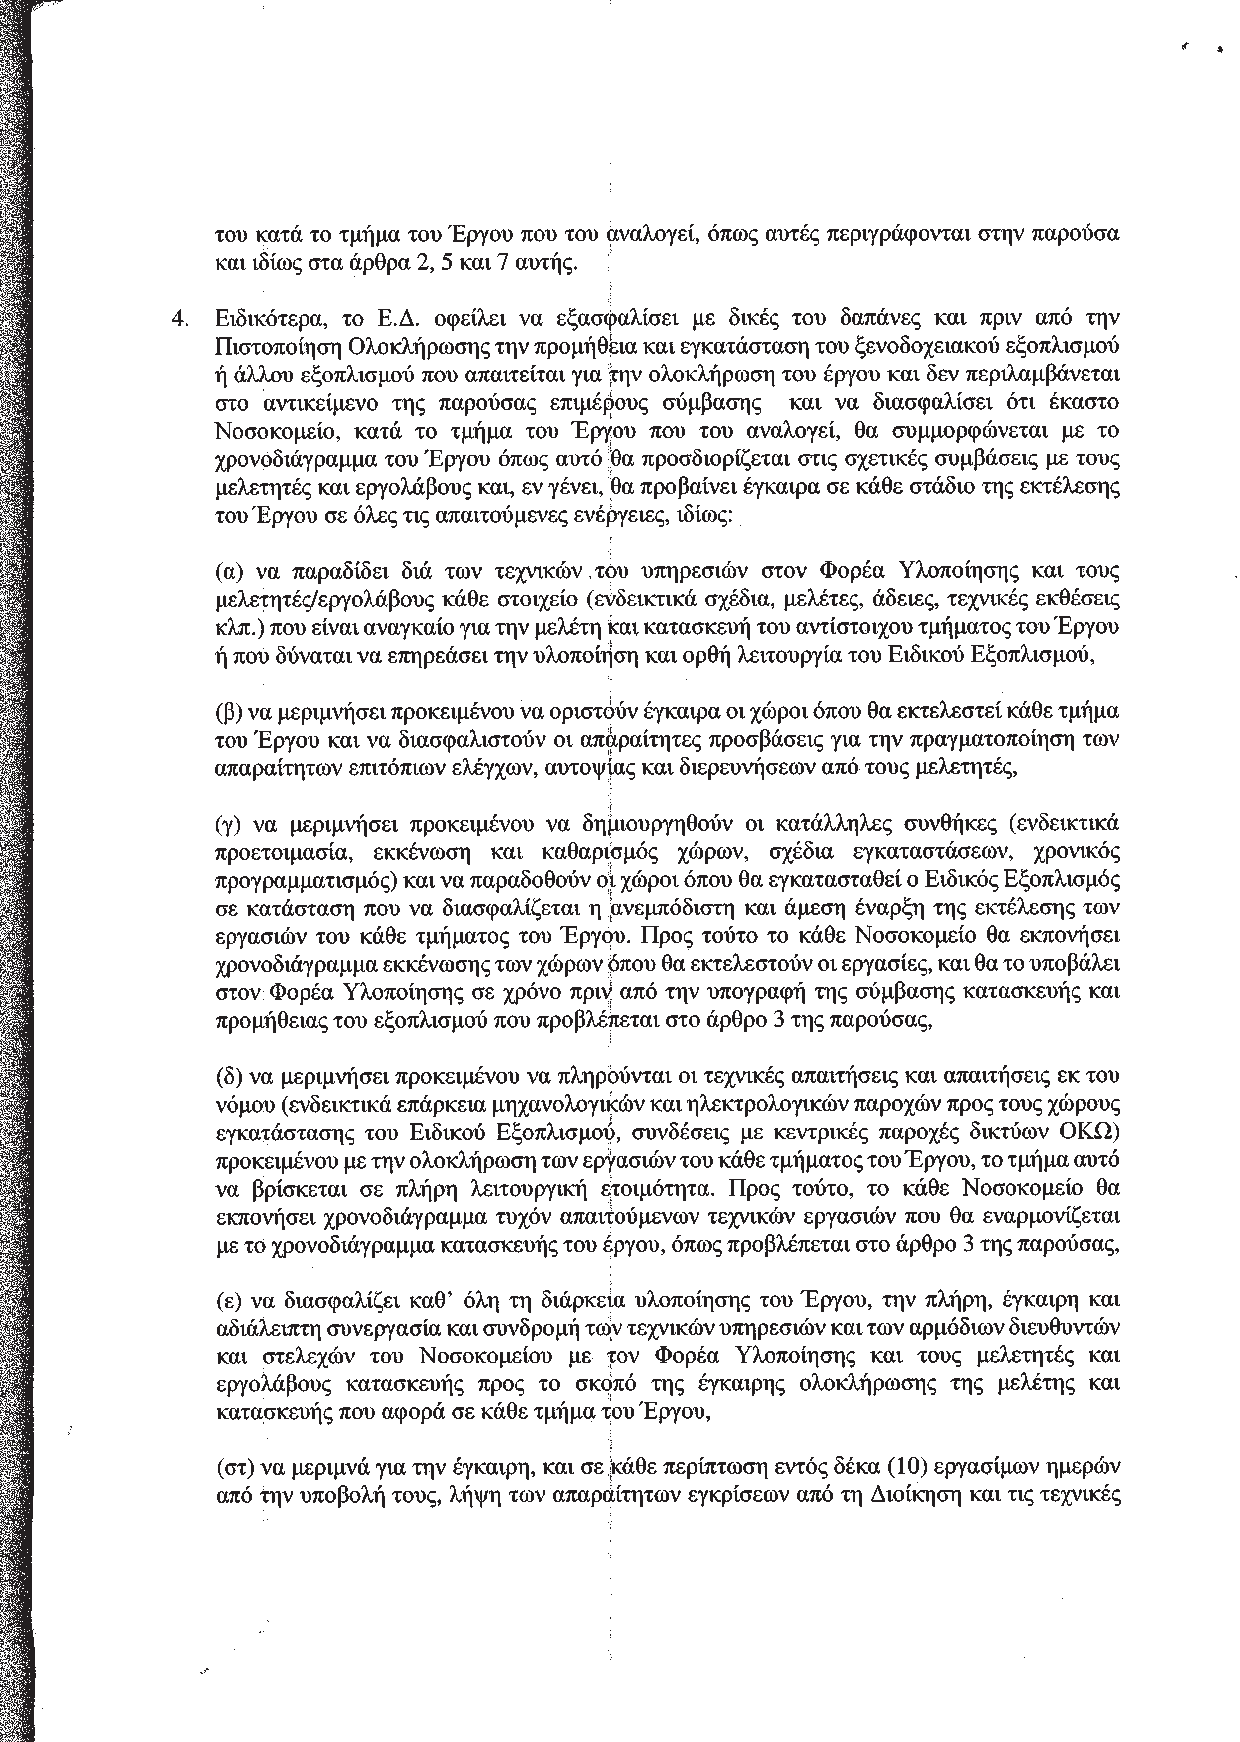 του κατά το τμήμα του Έργου που του αναλογεί, όπως αυτές περιγράφονται στην παρούσα
και ιδίως στα άρθρα 2, 5 και 7 αυτής.
4. Ειδικότερα, το Ε.Δ. οφείλει να εξασφαλίσει με δικές του δαπάνες και πριν από την
Πιστοποίηση Ολοκλήρωσης την προμήθεια και εγκατάσταση του ξενοδοχειακού εξοπλισμού
ή άλλου εξοπλισμού που απαιτείται για την ολοκλήρωση του έργου και δεν περιλαμβάνεται
στο αντικείμενο της παρούσας επιμέρους σύμβασης και να διασφαλίσει ότι έκαστο
Νοσοκομείο, κατά το τμήμα του Έργου που του αναλογεί, θα συμμορφώνεται με το
χρονοδιάγραμμα του Έργου όπως αυτό θα προσδιορίζεται στις σχετικές συμβάσεις με τους
μελετητές και εργολάβους και, εν γένει, θα προβαίνει έγκαιρα σε κάθε στάδιο της εκτέλεσης
του Έργου σε όλες τις απαιτούμενες ενέργειες, ιδίως:
(α) να παραδίδει διά των τεχνικών του υπηρεσιών στον Φορέα Υλοποίησης και τους
μελετητές/εργολάβους κάθε στοιχείο (ενδεικτικά σχέδια, μελέτες, άδειες, τεχνικές εκθέσεις
κλπ.) που είναι αναγκαίο για την μελέτη και κατασκευή του αντίστοιχου τμήματος του Έργου
ή που δύναται να επηρεάσει την υλοποίηση και ορθή λειτουργία του Ειδικού Εξοπλισμού,
(β) να μεριμνήσει προκειμένου να οριστούν έγκαιρα οι χώροι όπου θα εκτελεστεί κάθε τμήμα
του Έργου και να διασφαλιστούν οι απαραίτητες προσβάσεις για την πραγματοποίηση των
απαραίτητων επιτόπιων ελέγχων, αυτοψίας και διερευνήσεων από τους μελετητές,
(γ) να μεριμνήσει προκειμένου να δημιουργηθούν οι κατάλληλες συνθήκες (ενδεικτικά
προετοιμασία, εκκένωση και καθαρισμός χώρων, σχέδια εγκαταστάσεων, χρονικός
προγραμματισμός) και να παραδοθούν οι χώροι όπου θα εγκατασταθεί ο Ειδικός Εξοπλισμός
σε κατάσταση που να διασφαλίζεται η ανεμπόδιστη και άμεση έναρξη της εκτέλεσης των
εργασιών του κάθε τμήματος του Έργου. Προς τούτο το κάθε Νοσοκομείο θα εκπονήσει
χρονοδιάγραμμα εκκένωσης των χώρων όπου θα εκτελεστούν οι εργασίες, και θα το υποβάλει
στον Φορέα Υλοποίησης σε χρόνο πριν από την υπογραφή της σύμβασης κατασκευής και
προμήθειας του εξοπλισμού που προβλέπεται στο άρθρο 3 της παρούσας,
(δ) να μεριμνήσει προκειμένου να πληρούνται οι τεχνικές απαιτήσεις και απαιτήσεις εκ του
νόμου (ενδεικτικά επάρκεια μηχανολογικών και ηλεκτρολογικών παροχών προς τους χώρους
εγκατάστασης του Ειδικού Εξοπλισμού, συνδέσεις με κεντρικές παροχές δικτύων ΟΚΩ)
προκειμένου με την ολοκλήρωση των εργασιών του κάθε τμήματος του Έργου, το τμήμα αυτό
να βρίσκεται σε πλήρη λειτουργική ετοιμότητα. Προς τούτο, το κάθε Νοσοκομείο θα
εκπονήσει χρονοδιάγραμμα τυχόν απαιτούμενων τεχνικών εργασιών που θα εναρμονίζεται
με το χρονοδιάγραμμα κατασκευής του έργου, όπως προβλέπεται στο άρθρο 3 της παρούσας,
(ε) να διασφαλίζει καθ’ όλη τη διάρκεια υλοποίησης του Έργου, την πλήρη, έγκαιρη και
αδιάλειπτη συνεργασία και συνδρομή των τεχνικών υπηρεσιών και των αρμόδιων διευθυντών
και στελεχών του Νοσοκομείου με τον Φορέα Υλοποίησης και τους μελετητές και
εργολάβους κατασκευής προς το σκοπό της έγκαιρης ολοκλήρωσης της μελέτης και
κατασκευής που αφορά σε κάθε τμήμα του Έργου,
(στ) να μεριμνά για την έγκαιρη, και σε κάθε περίπτωση εντός δέκα (10) εργασίμων ημερών
από την υποβολή τους, λήψη των απαραίτητων εγκρίσεων από τη Διοίκηση και τις τεχνικές